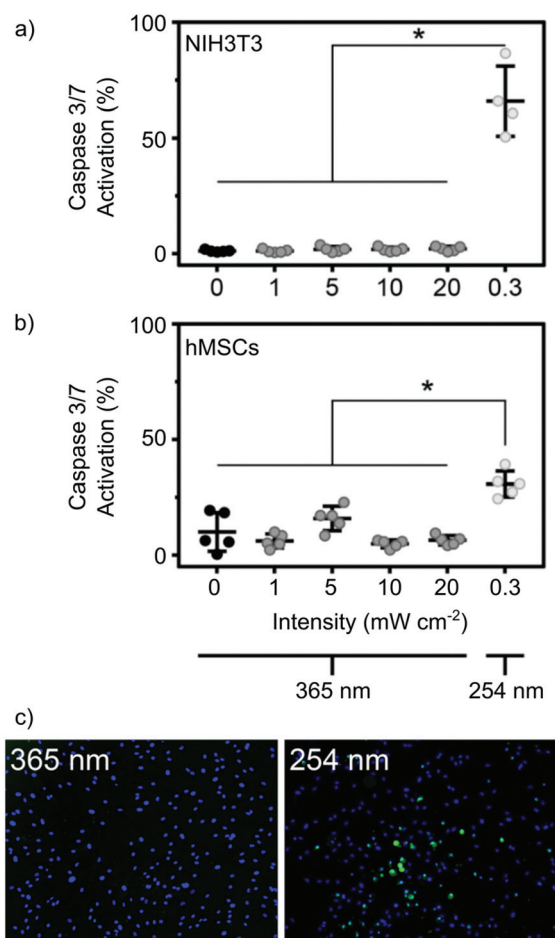 a)
NIH3T3
*
Caspase 3/7
Activation (%)
100
50
0
0 1 5 10 20 0.3
b)
hMSCs
*
Caspase 3/7
Activation (%)
100
50
0
0 1 5 10 20 0.3
Intensity (mW cm-2)
365 nm 254 nm
c)
365 nm 254 nm